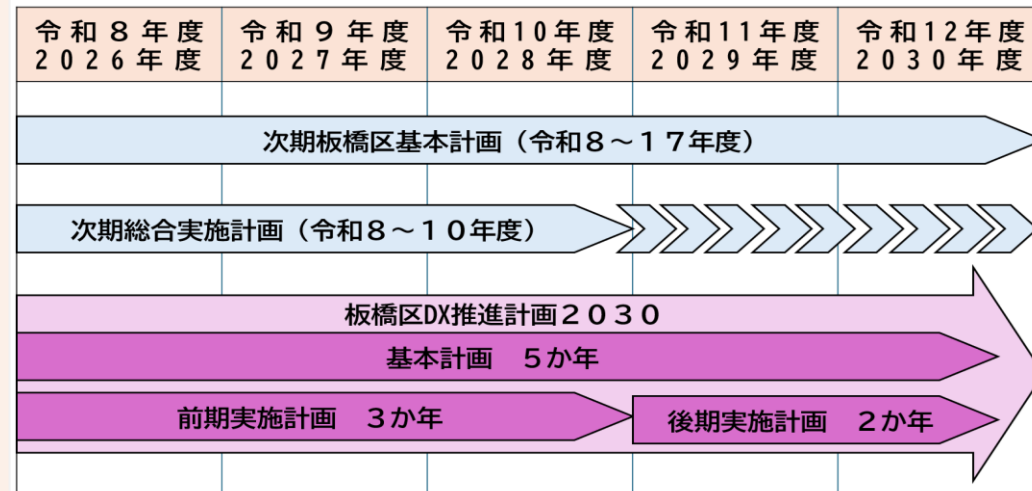 令和８年度
2026年度
令和９年度
2027年度
令和10年度
2028年度
令和11年度
2029年度
令和12年度
2030年度
次期板橋区基本計画（令和８～１７年度）
次期総合実施計画（令和８～１０年度）
板橋区DX推進計画２０３０
基本計画　５か年
前期実施計画　３か年
後期実施計画　２か年